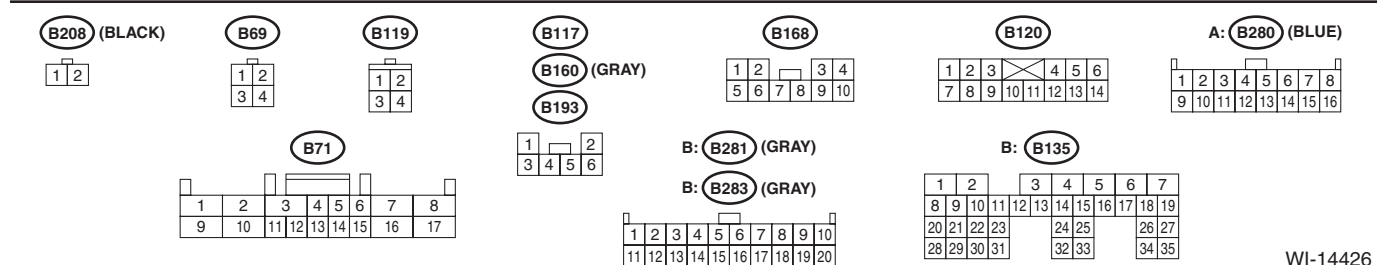 B208 (BLACK)
1 2
B69
1 2
3 4
B119
1 2
3 4
B117
B160 (GRAY)
B193
1 2
3 4 5 6
B168
1 2 3 4
5 6 7 8 9 10
B120
1 2 3 4 5 6
7 8 9 10 11 12 13 14
A: B280 (BLUE)
1 2 3 4 5 6 7 8
9 10 11 12 13 14 15 16
B71
1 2 3 4 5 6 7 8
9 10 11 12 13 14 15 16 17
B: B281 (GRAY)
B: B283 (GRAY)
1 2 3 4 5 6 7 8 9 10
11 12 13 14 15 16 17 18 19 20
B: B135
1 2 3 4 5 6 7
8 9 10 11 12 13 14 15 16 17 18 19
20 21 22 23 24 25 26 27
28 29 30 31 32 33 34 35
WI-14426